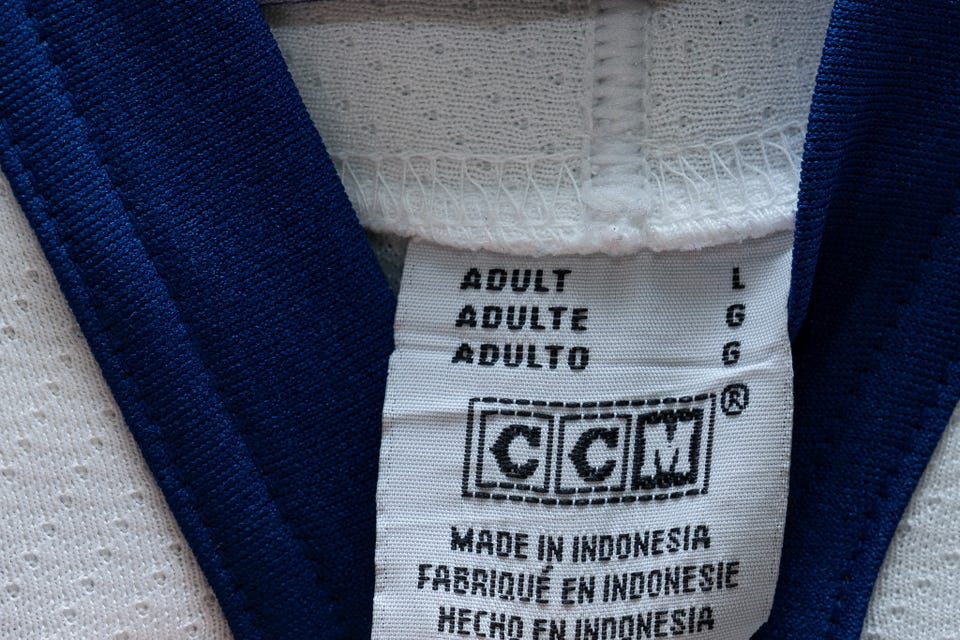 ADULT L
ADULTE G
ADULTO G
CCM®
MADE IN INDONESIA
FABRIQUÉ EN INDONESIE
HECHO EN INDONESIA